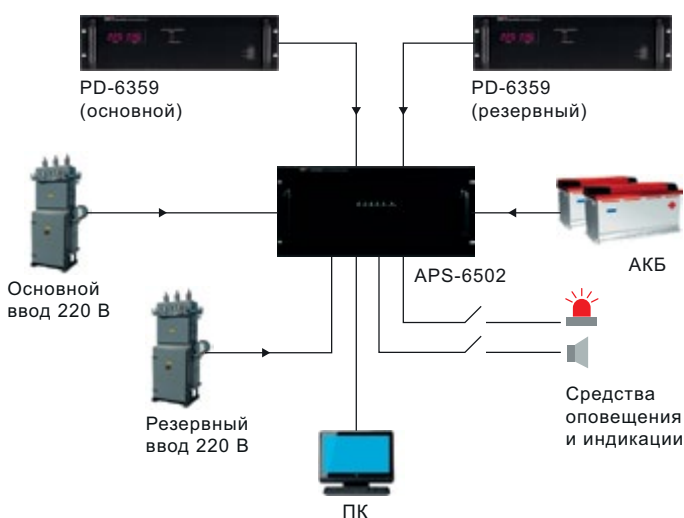 PD-6359
(основной)
PD-6359
(резервный)
Основной
ввод 220 В
APS-6502
АКБ
Резервный
ввод 220 В
Средства
оповещения
и индикации
ПК